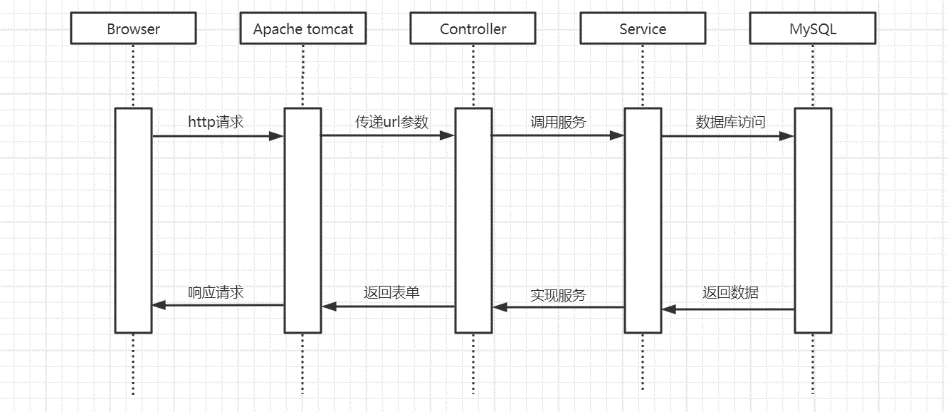 Browser
Apache tomcat
Controller
Service
MySQL
http请求
传递url参数
调用服务
数据库访问
响应请求
返回表单
实现服务
返回数据